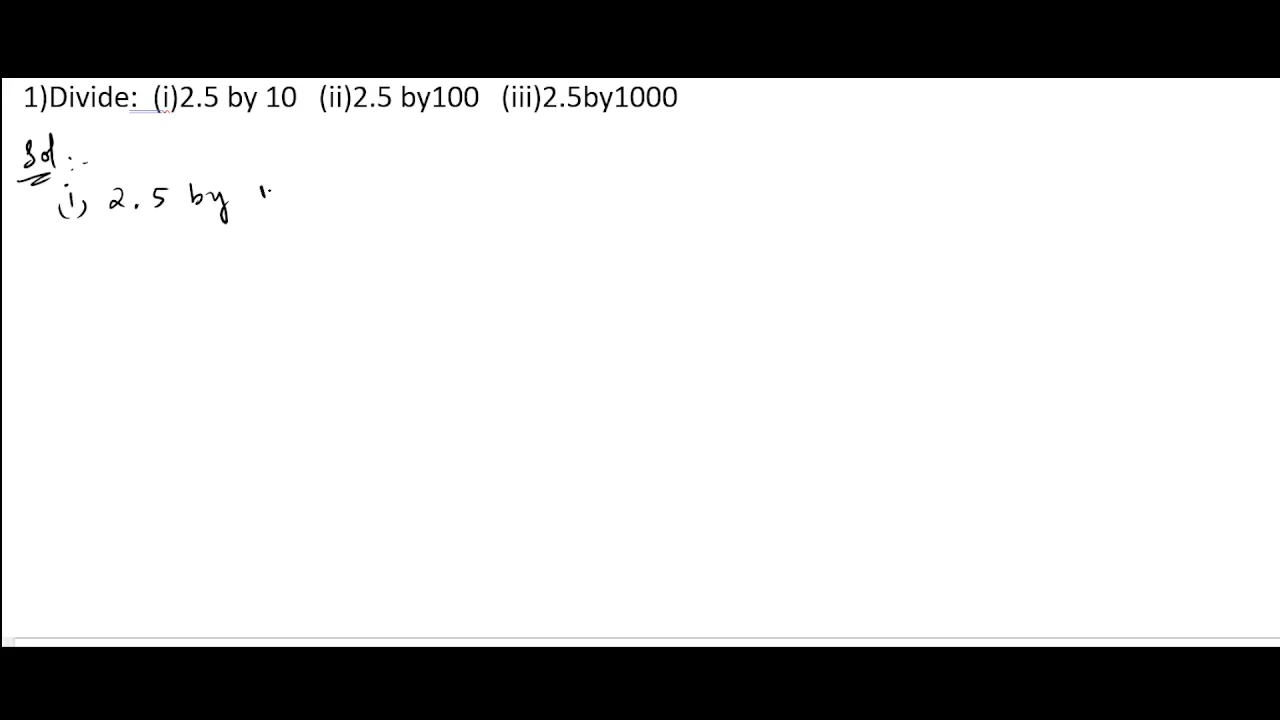 1)Divide: (i)2.5 by 10 (ii)2.5 by100 (iii)2.5by1000
Sol:-
(i) 2.5 by